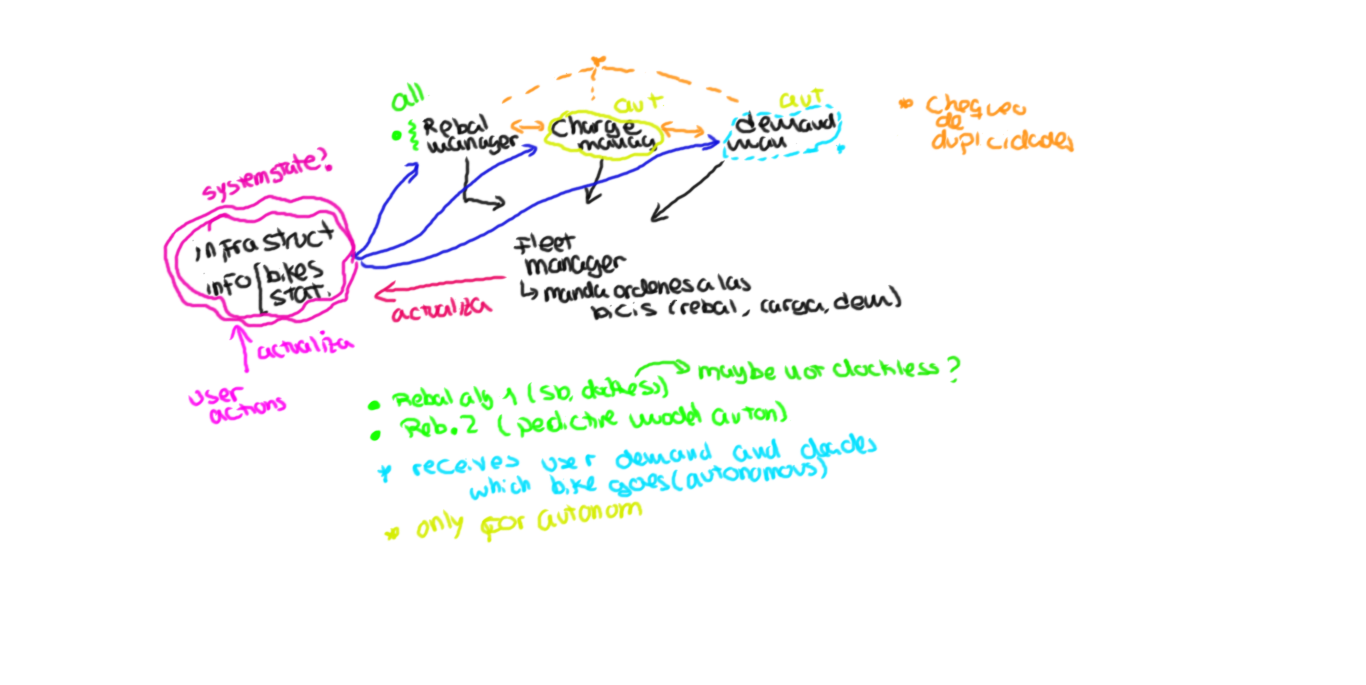 all
aut
aut
Rebal
manager
Charge
manag
demand
man
* Chequeo
de
duplicidades
systemstate?
infrastruct
info bikes
stat.
Fleet
manager
↳ manda ordenes a las
bicis (rebal, carga, dem)
actualiza
actualiza
user
actions
• Rebal alg 1 (SB, dockless) → maybe not dockless?
• Reb. 2 (predictive model auton)
* receives user demand and decides
which bike goes (autonomous)
* only for autonom